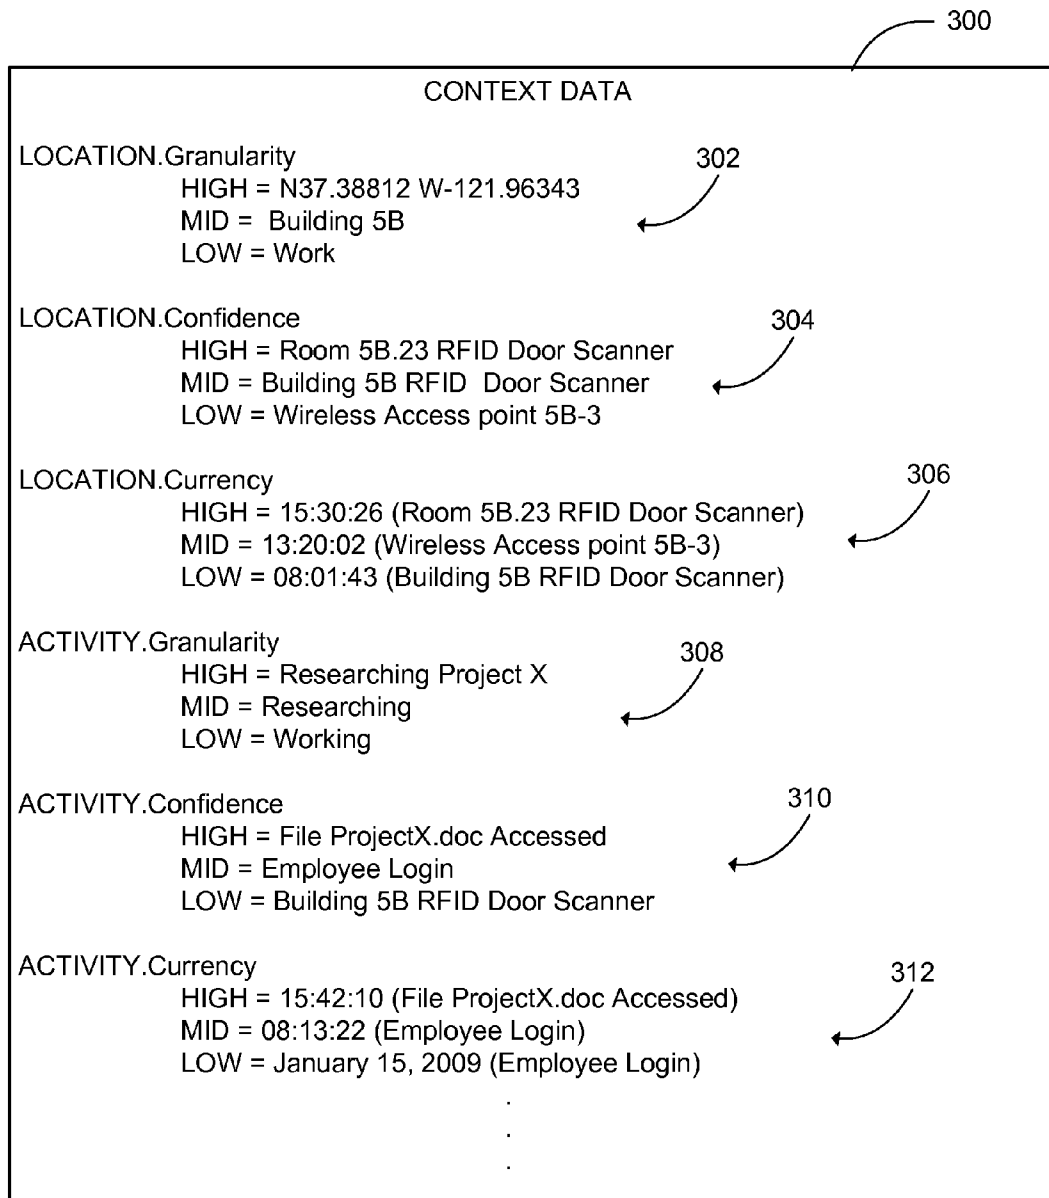 300
CONTEXT DATA
LOCATION.Granularity
302
HIGH = N37.38812 W-121.96343
MID = Building 5B
LOW = Work
LOCATION.Confidence
304
HIGH = Room 5B.23 RFID Door Scanner
MID = Building 5B RFID Door Scanner
LOW = Wireless Access point 5B-3
LOCATION.Currency
306
HIGH = 15:30:26 (Room 5B.23 RFID Door Scanner)
MID = 13:20:02 (Wireless Access point 5B-3)
LOW = 08:01:43 (Building 5B RFID Door Scanner)
ACTIVITY.Granularity
308
HIGH = Researching Project X
MID = Researching
LOW = Working
ACTIVITY.Confidence
310
HIGH = File ProjectX.doc Accessed
MID = Employee Login
LOW = Building 5B RFID Door Scanner
ACTIVITY.Currency
312
HIGH = 15:42:10 (File ProjectX.doc Accessed)
MID = 08:13:22 (Employee Login)
LOW = January 15, 2009 (Employee Login)
.
.
.